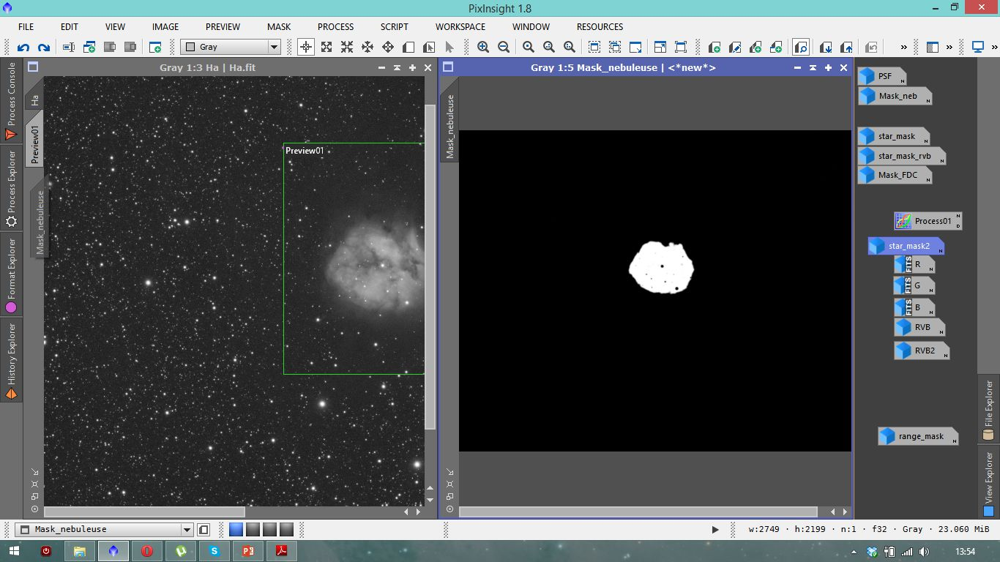 PixInsight 1.8
FILE EDIT VIEW IMAGE PREVIEW MASK PROCESS SCRIPT WORKSPACE WINDOW RESOURCES
Gray
Process Console
Process Explorer
Format Explorer
History Explorer
Gray 1:3 Ha | Ha.fit
Ha
Preview01
Mask_nebuleuse
Preview01
Gray 1:5 Mask_nebuleuse | <*new*>
Mask_nebuleuse
PSF N
Mask_neb N
star_mask N
star_mask_rvb N
Mask_FDC N
Process01 N D
star_mask2 N
FITS R N
FITS G N
FITS B N
RVB N
RVB2 N
range_mask N
File Explorer
View Explorer
Mask_nebuleuse
w:2749 · h:2199 · n:1 · f32 · Gray · 23.060 MiB
13:54